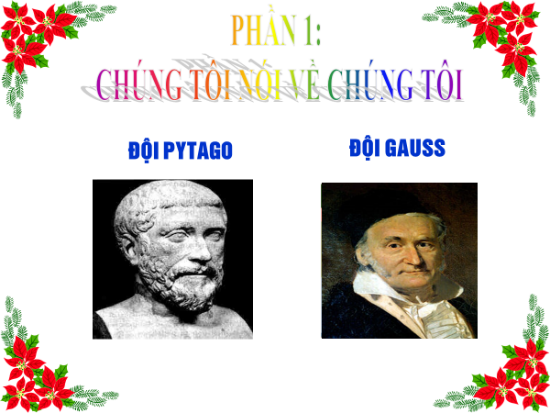 PHẦN 1:
CHÚNG TÔI NÓI VỀ CHÚNG TÔI
ĐỘI PYTAGO
ĐỘI GAUSS